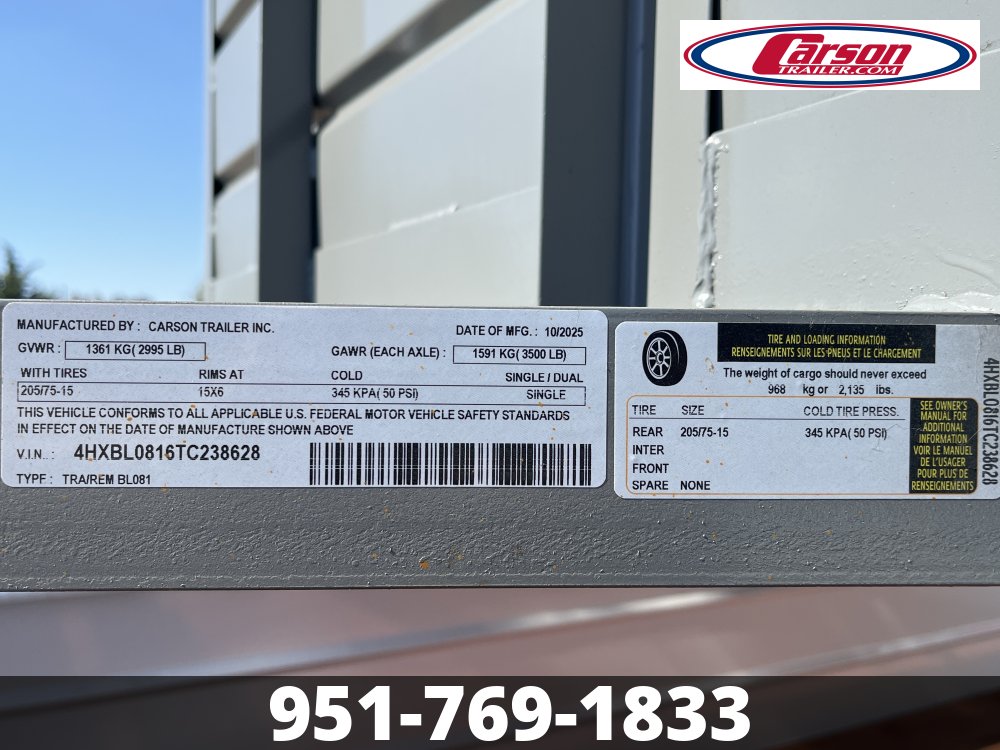 Carson
TRAILER.COM
MANUFACTURED BY : CARSON TRAILER INC.
DATE OF MFG. : 10/2025
GVWR : 1361 KG( 2995 LB)
GAWR (EACH AXLE) : 1591 KG( 3500 LB)
WITH TIRES RIMS AT COLD SINGLE / DUAL
205/75-15 15X6 345 KPA( 50 PSI) SINGLE
THIS VEHICLE CONFORMS TO ALL APPLICABLE U.S. FEDERAL MOTOR VEHICLE SAFETY STANDARDS
IN EFFECT ON THE DATE OF MANUFACTURE SHOWN ABOVE
V.I.N. : 4HXBL0816TC238628
TYPE : TRA/REM BL081
TIRE AND LOADING INFORMATION
RENSEIGNEMENTS SUR LES PNEUS ET LE CHARGEMENT
The weight of cargo should never exceed
968 kg or 2,135 lbs.
TIRE SIZE COLD TIRE PRESS.
REAR 205/75-15 345 KPA( 50 PSI)
INTER
FRONT
SPARE NONE
SEE OWNER'S
MANUAL FOR
ADDITIONAL
INFORMATION
VOIR LE MANUEL
DE L'USAGER
POUR PLUS DE
RENSEIGNEMENTS
4HXBL0816TC238628
951-769-1833